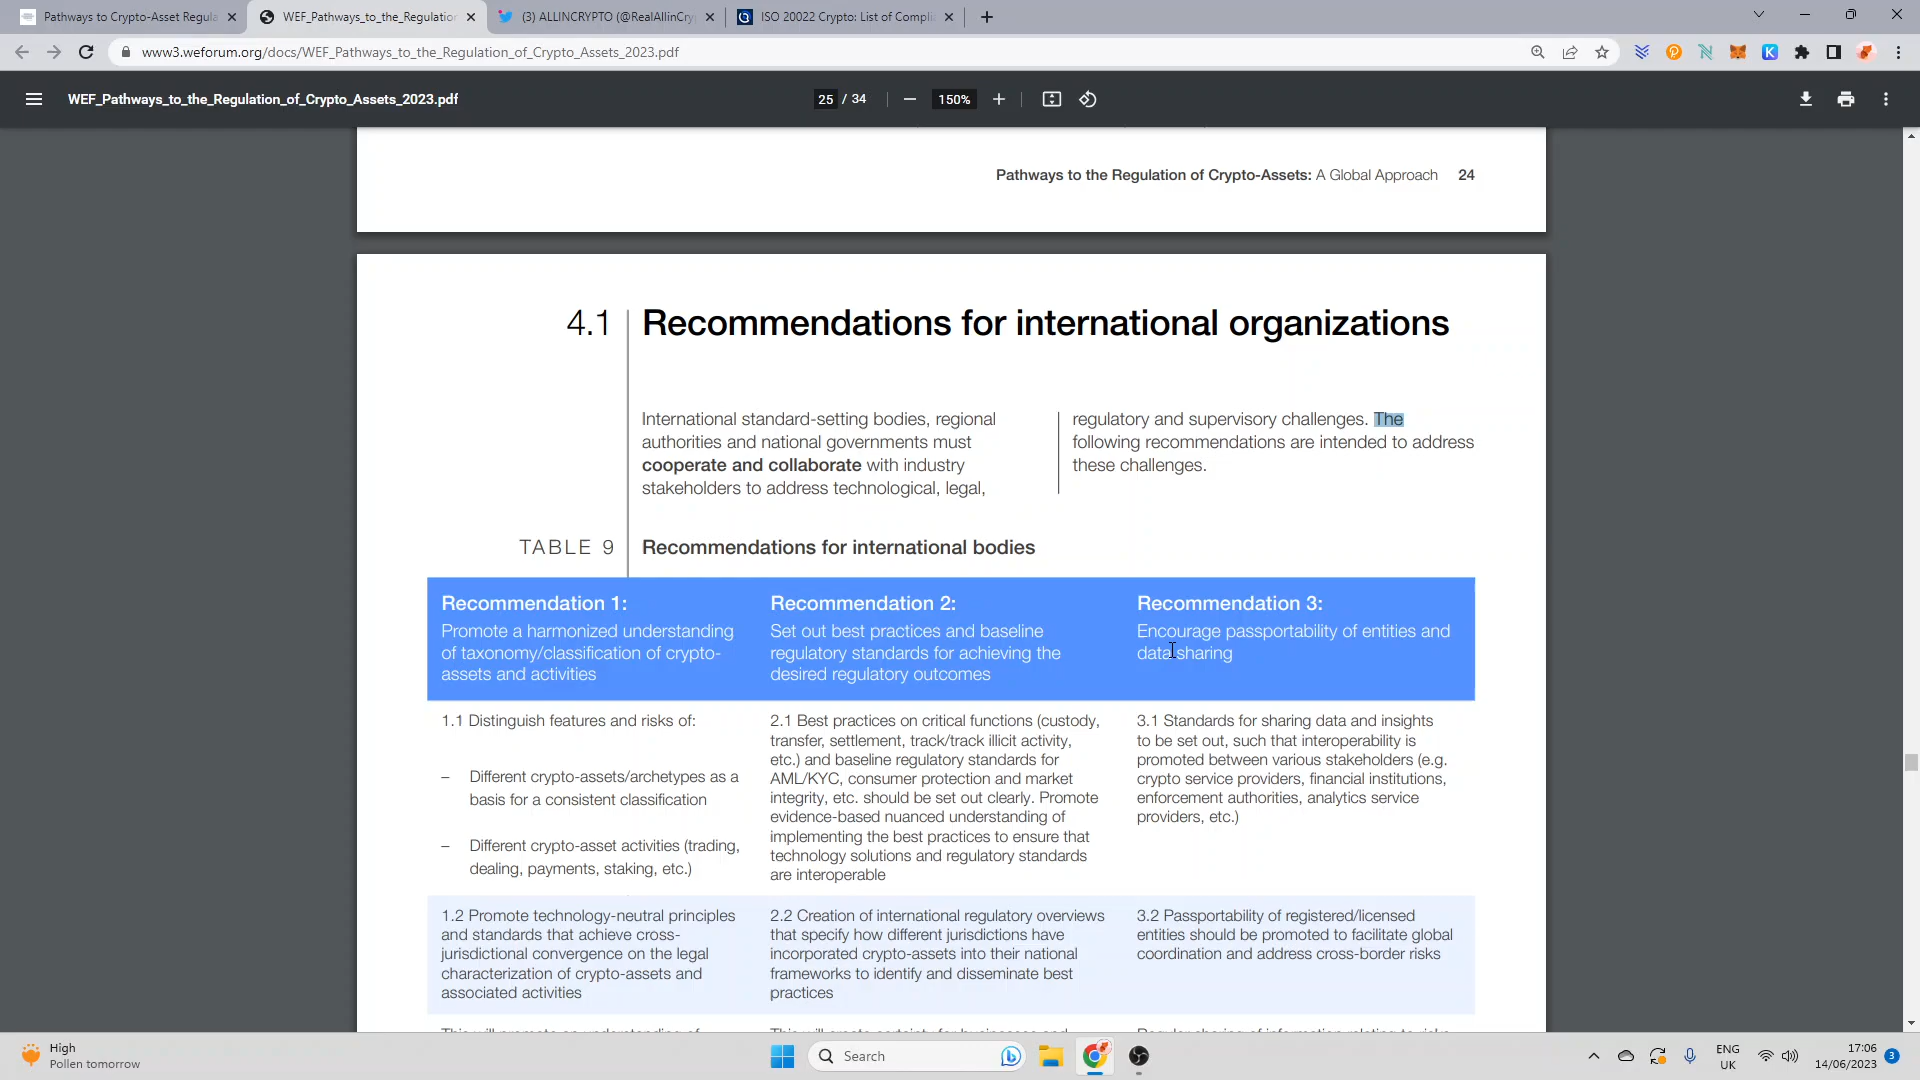 Pathways to Crypto-Asset Regula
WEF_Pathways_to_the_Regulation
(3) ALLINCRYPTO (@RealAllinCry
ISO 20022 Crypto: List of Compli
www3.weforum.org/docs/WEF_Pathways_to_the_Regulation_of_Crypto_Assets_2023.pdf
WEF_Pathways_to_the_Regulation_of_Crypto_Assets_2023.pdf
25 / 34
150%
Pathways to the Regulation of Crypto-Assets: A Global Approach 24
4.1 Recommendations for international organizations
International standard-setting bodies, regional
authorities and national governments must
cooperate and collaborate with industry
stakeholders to address technological, legal,
regulatory and supervisory challenges. The
following recommendations are intended to address
these challenges.
TABLE 9 Recommendations for international bodies
Recommendation 1:
Promote a harmonized understanding
of taxonomy/classification of crypto-
assets and activities
Recommendation 2:
Set out best practices and baseline
regulatory standards for achieving the
desired regulatory outcomes
Recommendation 3:
Encourage passportability of entities and
data sharing
1.1 Distinguish features and risks of:
– Different crypto-assets/archetypes as a
basis for a consistent classification
– Different crypto-asset activities (trading,
dealing, payments, staking, etc.)
2.1 Best practices on critical functions (custody,
transfer, settlement, track/track illicit activity,
etc.) and baseline regulatory standards for
AML/KYC, consumer protection and market
integrity, etc. should be set out clearly. Promote
evidence-based nuanced understanding of
implementing the best practices to ensure that
technology solutions and regulatory standards
are interoperable
3.1 Standards for sharing data and insights
to be set out, such that interoperability is
promoted between various stakeholders (e.g.
crypto service providers, financial institutions,
enforcement authorities, analytics service
providers, etc.)
1.2 Promote technology-neutral principles
and standards that achieve cross-
jurisdictional convergence on the legal
characterization of crypto-assets and
associated activities
2.2 Creation of international regulatory overviews
that specify how different jurisdictions have
incorporated crypto-assets into their national
frameworks to identify and disseminate best
practices
3.2 Passportability of registered/licensed
entities should be promoted to facilitate global
coordination and address cross-border risks
High
Pollen tomorrow
Search
ENG
UK
17:06
14/06/2023
3